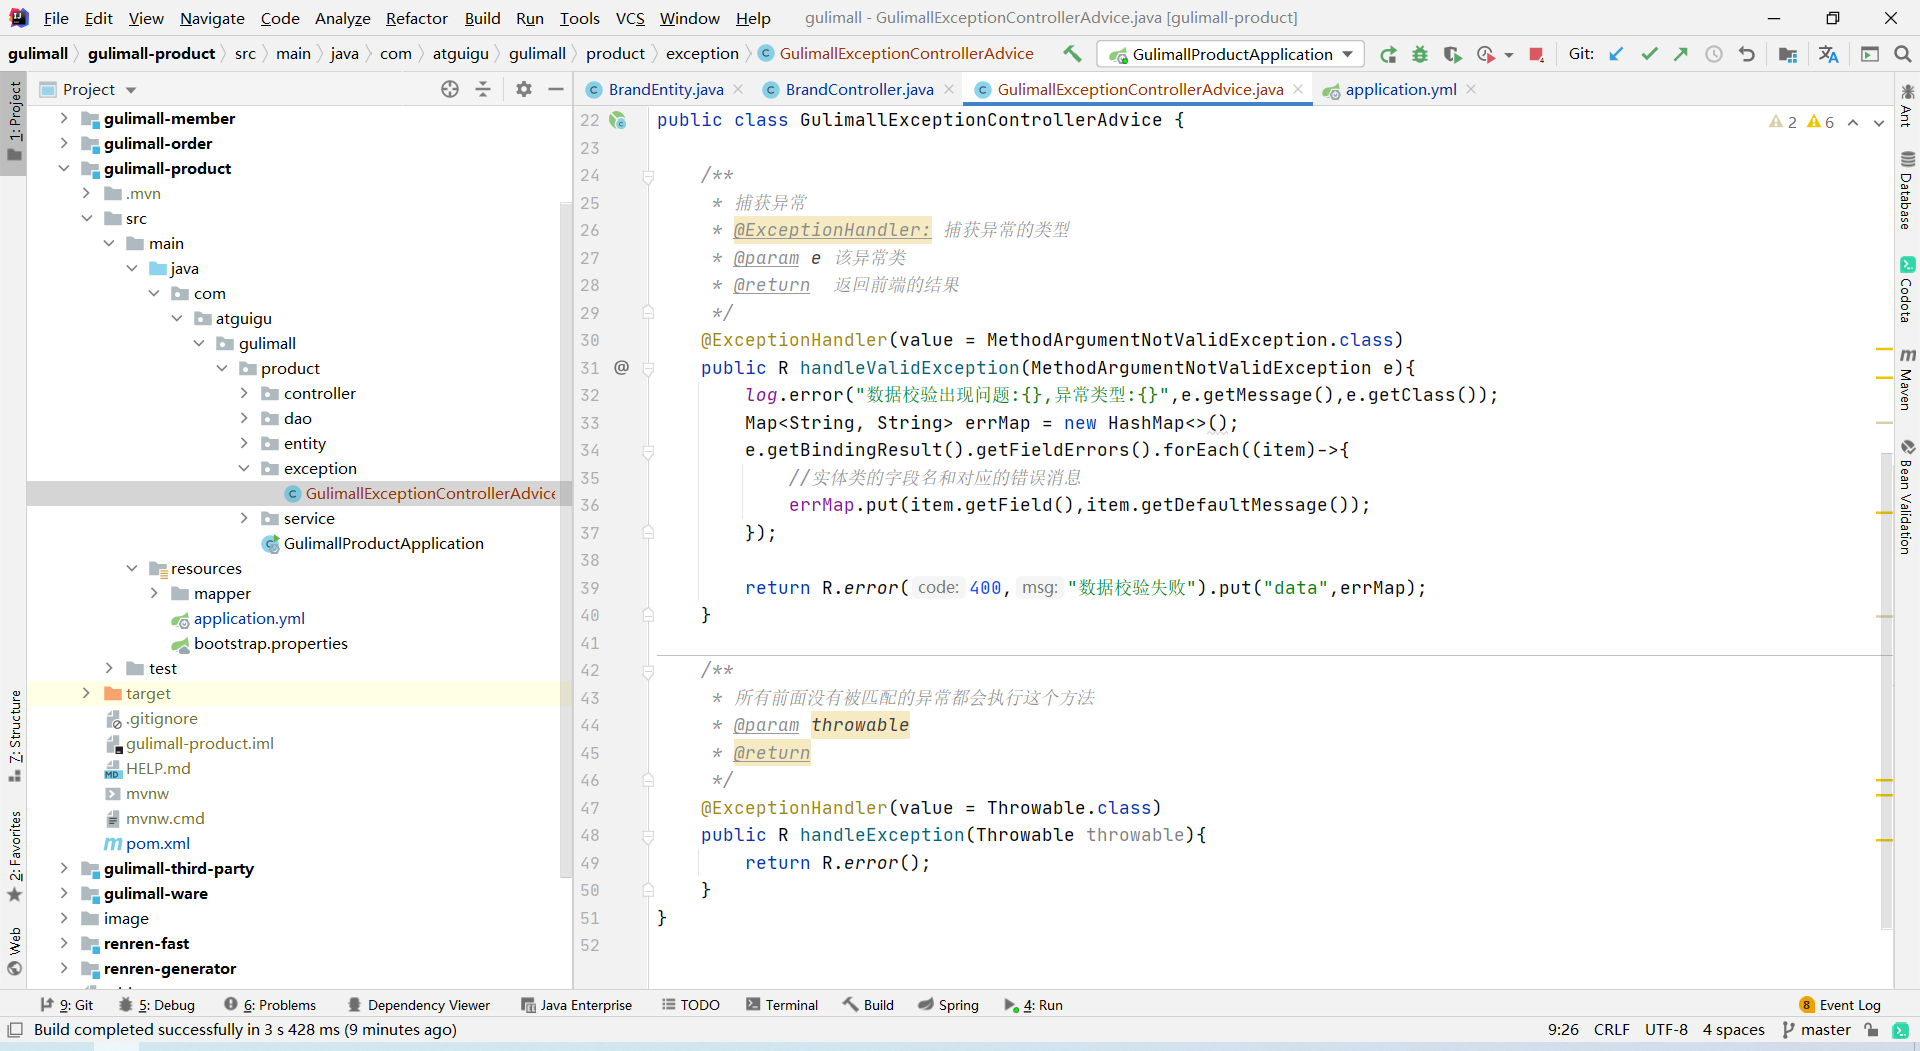 File Edit View Navigate Code Analyze Refactor Build Run Tools VCS Window Help gulimall - GulimallExceptionControllerAdvice.java [gulimall-product]
gulimall gulimall-product src main java com atguigu gulimall product exception GulimallExceptionControllerAdvice GulimallProductApplication Git:
Project
BrandEntity.java BrandController.java GulimallExceptionControllerAdvice.java application.yml
1: Project
7: Structure
2: Favorites
Web
gulimall-member
gulimall-order
gulimall-product
.mvn
src
main
java
com
atguigu
gulimall
product
controller
dao
entity
exception
GulimallExceptionControllerAdvice
service
GulimallProductApplication
resources
mapper
application.yml
bootstrap.properties
test
target
.gitignore
gulimall-product.iml
HELP.md
mvnw
mvnw.cmd
pom.xml
gulimall-third-party
gulimall-ware
image
renren-fast
renren-generator
2 6
22 public class GulimallExceptionControllerAdvice {
23
24 /**
25 * 捕获异常
26 * @ExceptionHandler: 捕获异常的类型
27 * @param e 该异常类
28 * @return 返回前端的结果
29 */
30 @ExceptionHandler(value = MethodArgumentNotValidException.class)
31 @ public R handleValidException(MethodArgumentNotValidException e){
32 log.error("数据校验出现问题:{},异常类型:{}",e.getMessage(),e.getClass());
33 Map<String, String> errMap = new HashMap<>();
34 e.getBindingResult().getFieldErrors().forEach((item)->{
35 //实体类的字段名和对应的错误消息
36 errMap.put(item.getField(),item.getDefaultMessage());
37 });
38
39 return R.error( code: 400, msg: "数据校验失败").put("data",errMap);
40 }
41
42 /**
43 * 所有前面没有被匹配的异常都会执行这个方法
44 * @param throwable
45 * @return
46 */
47 @ExceptionHandler(value = Throwable.class)
48 public R handleException(Throwable throwable){
49 return R.error();
50 }
51 }
52
Ant
Database
Codota
Maven
Bean Validation
9: Git 5: Debug 6: Problems Dependency Viewer Java Enterprise TODO Terminal Build Spring 4: Run 8 Event Log
Build completed successfully in 3 s 428 ms (9 minutes ago) 9:26 CRLF UTF-8 4 spaces master